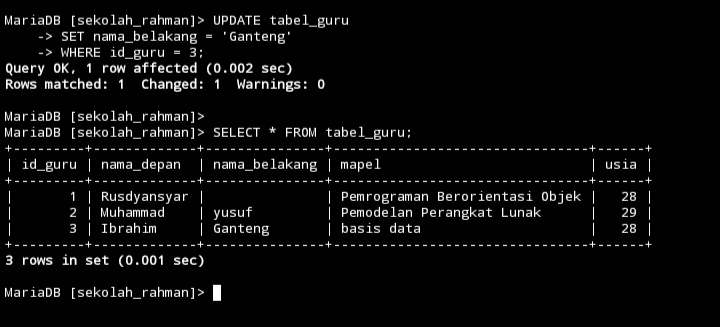 MariaDB [sekolah_rahman]> UPDATE tabel_guru
    -> SET nama_belakang = 'Ganteng'
    -> WHERE id_guru = 3;
Query OK, 1 row affected (0.002 sec)
Rows matched: 1  Changed: 1  Warnings: 0

MariaDB [sekolah_rahman]>
MariaDB [sekolah_rahman]> SELECT * FROM tabel_guru;
+---------+------------+---------------+------------------------------+------+
| id_guru | nama_depan | nama_belakang | mapel                        | usia |
+---------+------------+---------------+------------------------------+------+
|       1 | Rusdyansyar |               | Pemrograman Berorientasi Objek |   28 |
|       2 | Muhammad   | yusuf         | Pemodelan Perangkat Lunak    |   29 |
|       3 | Ibrahim    | Ganteng       | basis data                   |   28 |
+---------+------------+---------------+------------------------------+------+
3 rows in set (0.001 sec)

MariaDB [sekolah_rahman]>